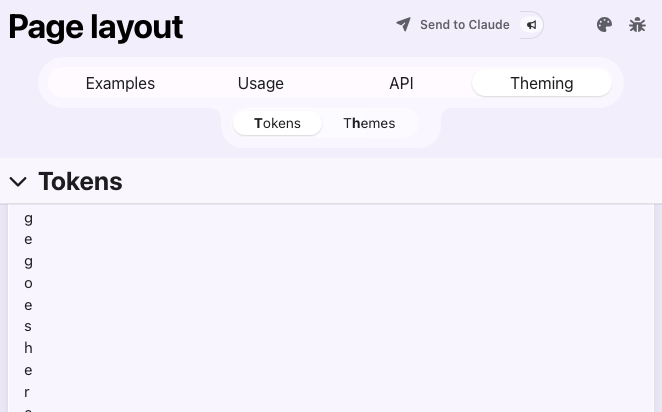 Page layout
Send to Claude
Examples Usage API Theming
Tokens Themes
Tokens
g
e
g
o
e
s
h
e
r